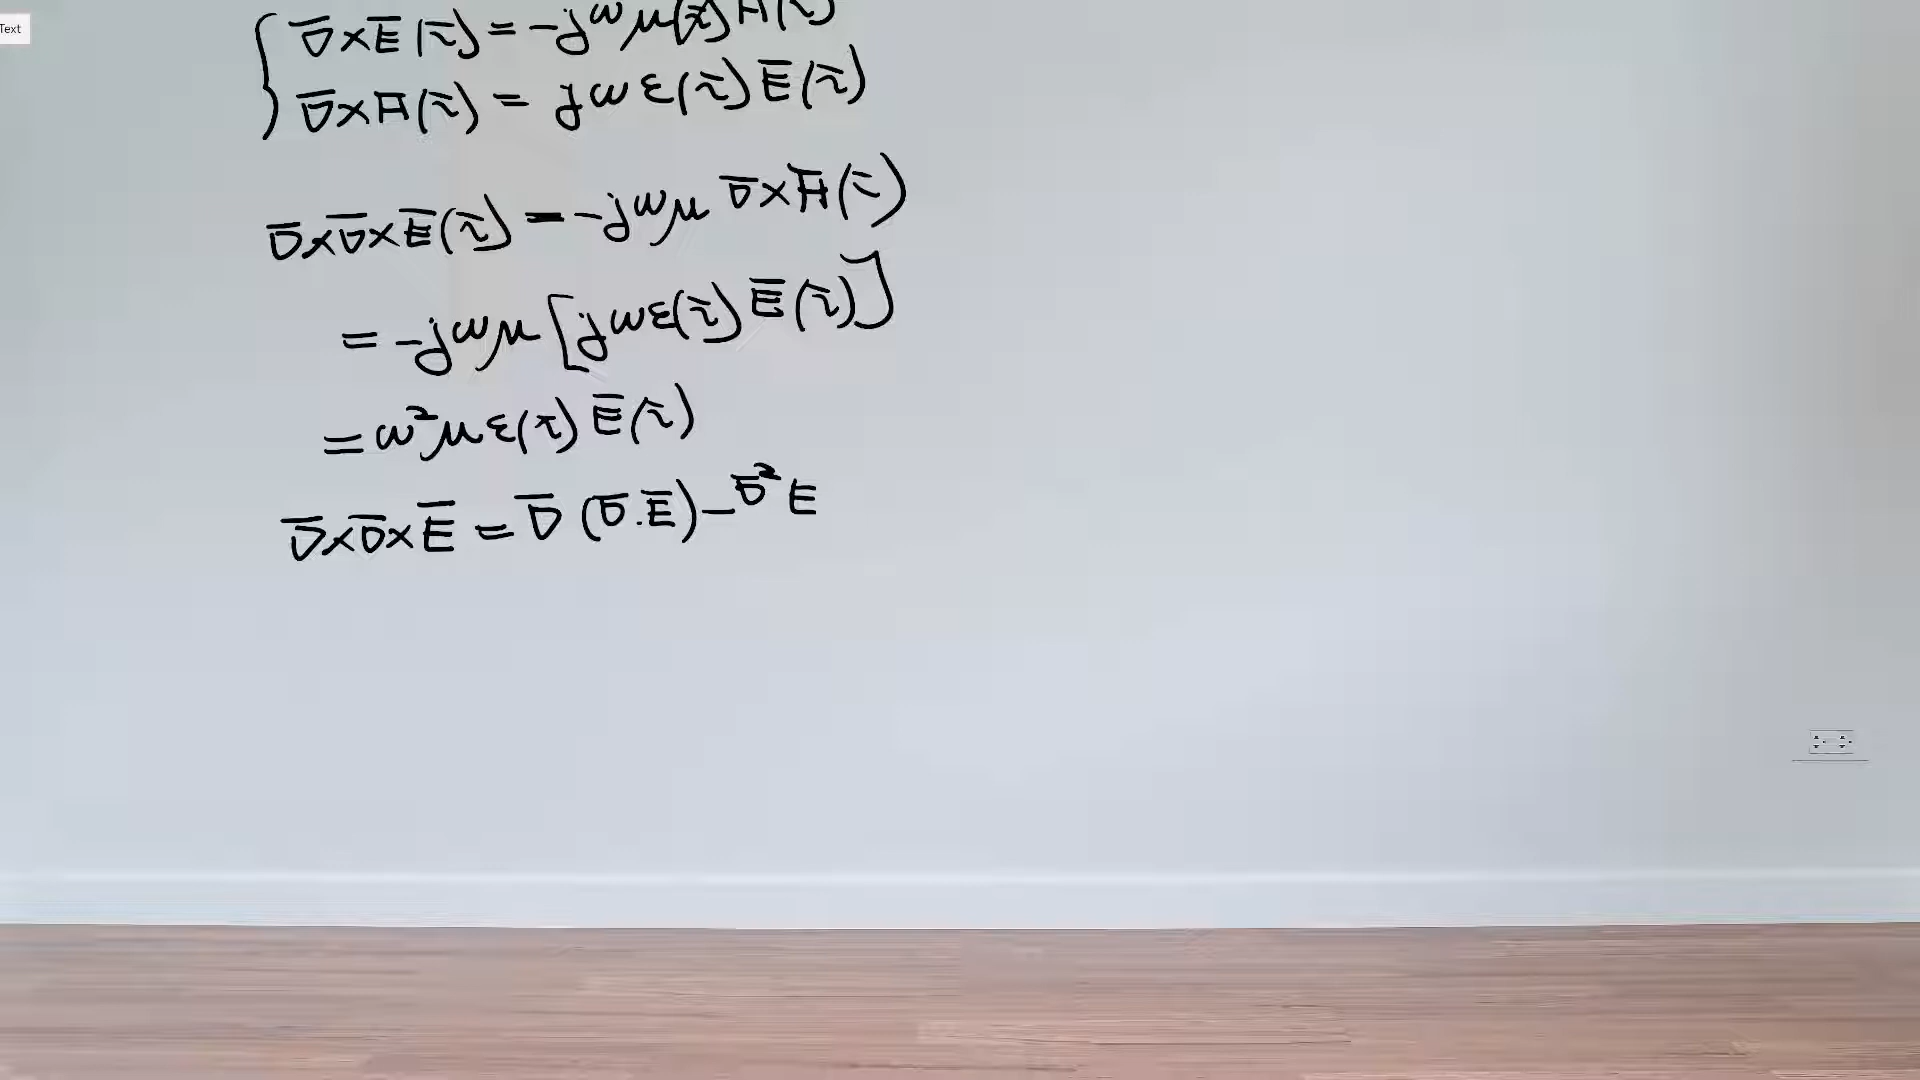 Text
∇̅×E̅(r̅) = -jωμ(r̅)H̅(r̅)
∇̅×H̅(r̅) = jωε(r̅)E̅(r̅)
∇̅×∇̅×E̅(r̅) = -jωμ ∇̅×H̅(r̅)
= -jωμ[jωε(r̅)E̅(r̅)]
= ω²με(r̅)E̅(r̅)
∇̅×∇̅×E̅ = ∇̅(∇̅.E̅) - ∇̅²E